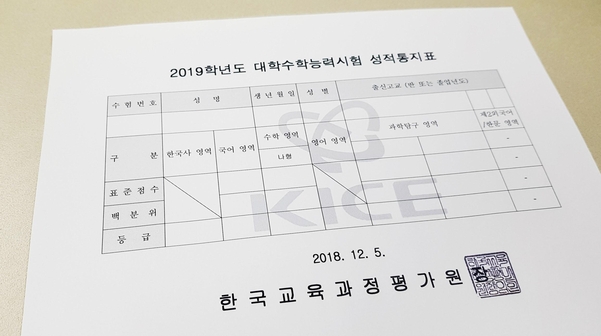 2019학년도 대학수학능력시험 성적통지표
수험번호 성명 생년월일 성별 출신고교 (반 또는 졸업년도)
구분 한국사 영역 국어 영역 수학 영역 영어 영역 과학탐구 영역 제2외국어
/한문 영역
나형
-
표준점수 -
백분위 -
등급
KICE
2018. 12. 5.
한국교육과정평가원장